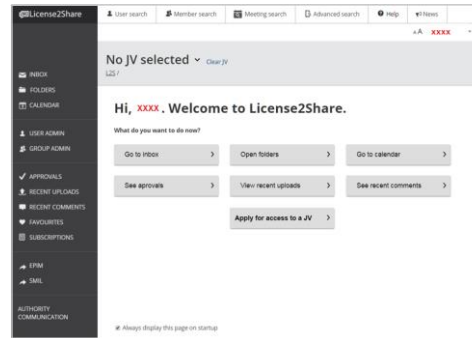 License2Share
User search
Member search
Meeting search
Advanced search
Help
News
AA
XXXX
No JV selected
Clear JV
L2S /
INBOX
FOLDERS
CALENDAR
USER ADMIN
GROUP ADMIN
APPROVALS
RECENT UPLOADS
RECENT COMMENTS
FAVOURITES
SUBSCRIPTIONS
EPIM
SMIL
AUTHORITY
COMMUNICATION
Hi, xxxx. Welcome to License2Share.
What do you want to do now?
Go to inbox
Open folders
Go to calendar
See aprovals
View recent uploads
See recent comments
Apply for access to a JV
Always display this page on startup